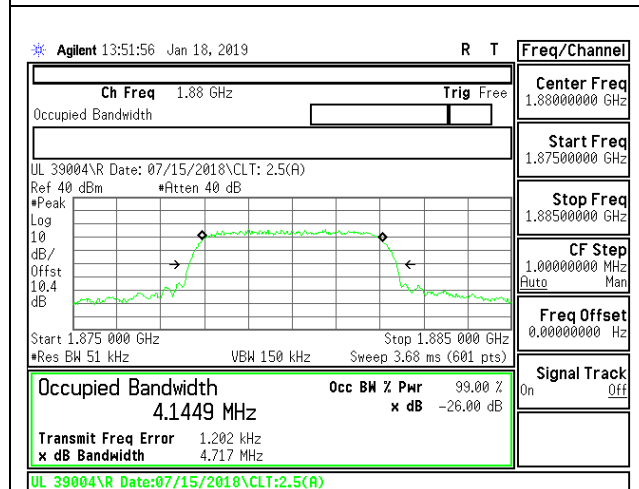 Agilent 13:51:56 Jan 18, 2019 R T
Freq/Channel
Ch Freq 1.88 GHz Trig Free
Occupied Bandwidth
Center Freq
1.88000000 GHz
Start Freq
1.87500000 GHz
Stop Freq
1.88500000 GHz
CF Step
1.00000000 MHz
Auto Man
Freq Offset
0.00000000 Hz
Signal Track
On Off
UL 39004\R Date: 07/15/2018\CLT: 2.5(A)
Ref 40 dBm #Atten 40 dB
#Peak
Log
10
dB/
Offst
10.4
dB
Start 1.875 000 GHz Stop 1.885 000 GHz
#Res BW 51 kHz VBW 150 kHz Sweep 3.68 ms (601 pts)
Occupied Bandwidth Occ BW % Pwr 99.00 %
4.1449 MHz x dB -26.00 dB
Transmit Freq Error 1.202 kHz
x dB Bandwidth 4.717 MHz
UL 39004\R Date:07/15/2018\CLT:2.5(A)